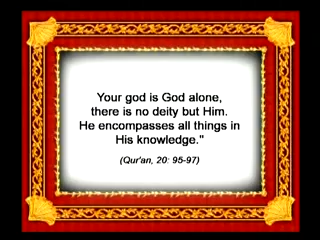 Your god is God alone,
there is no deity but Him.
He encompasses all things in
His knowledge."
(Qur'an, 20: 95-97)